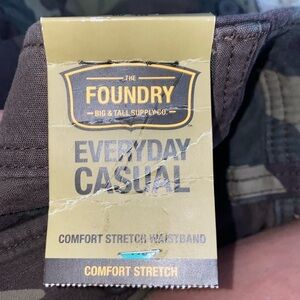 THE
FOUNDRY
BIG & TALL SUPPLY CO.
EVERYDAY
CASUAL
COMFORT STRETCH WAISTBAND
COMFORT STRETCH